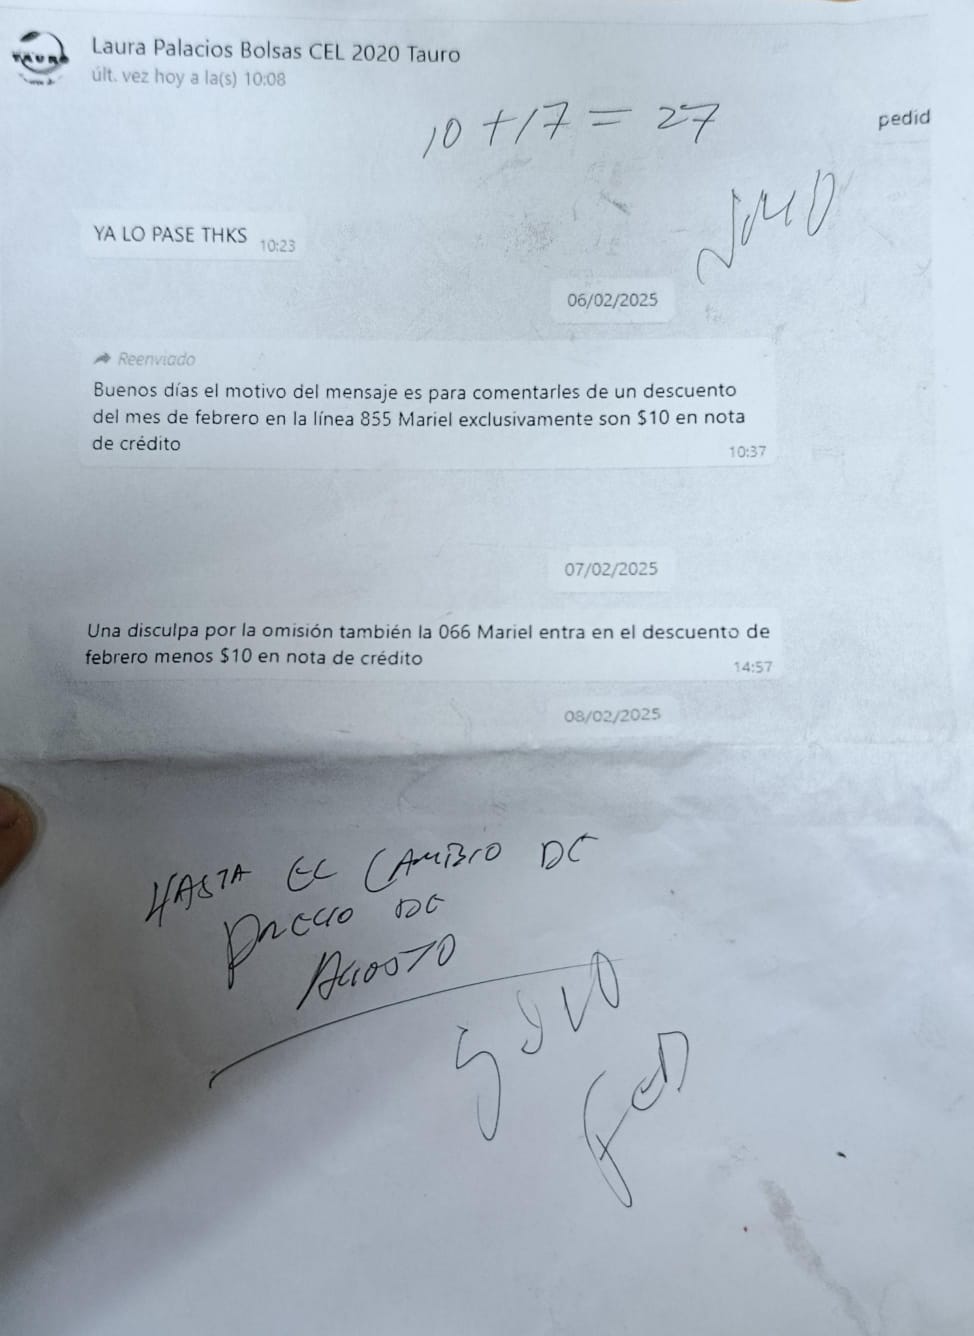 TAURO
Laura Palacios Bolsas CEL 2020 Tauro
últ. vez hoy a la(s) 10:08
10 + 17 = 27
pedid
YA LO PASE THKS 10:23
06/02/2025
Reenviado
Buenos días el motivo del mensaje es para comentarles de un descuento
del mes de febrero en la línea 855 Mariel exclusivamente son $10 en nota
de crédito
10:37
07/02/2025
Una disculpa por la omisión también la 066 Mariel entra en el descuento de
febrero menos $10 en nota de crédito
14:57
08/02/2025
HASTA EL CAMBIO DE
PRECIO DE
AGOSTO
SOLO
FEB